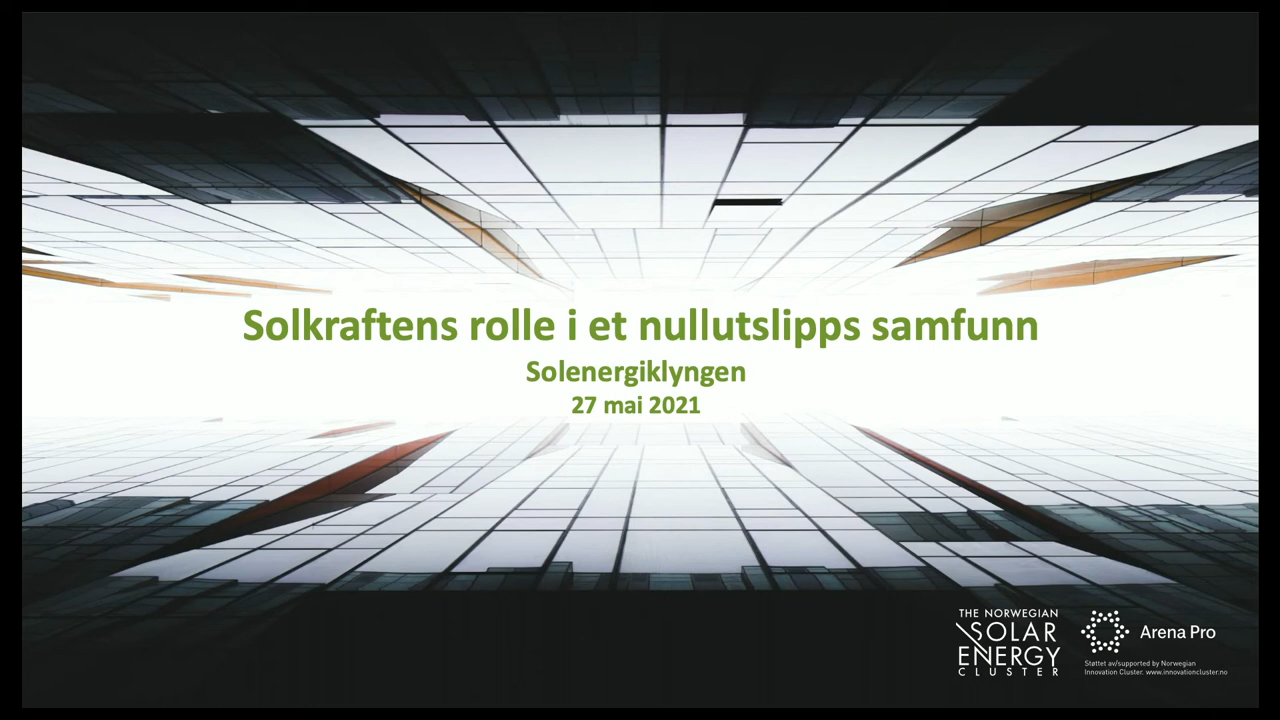 Solkraftens rolle i et nullutslipps samfunn
Solenergiklyngen
27 mai 2021
THE NORWEGIAN
SOLAR
ENERGY
CLUSTER
Arena Pro
Støttet av/supported by Norwegian
Innovation Cluster. www.innovationcluster.no